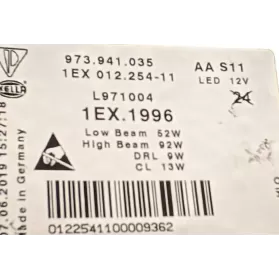 973.941.035
AA S11
1EX 012.254-11
LED 12V
HELLA
L971004
24
1EX.1996
Low Beam 52W
High Beam 92W
DRL 9W
CL 13W
0122541100009362
07.06.2019 15:27:18
Made in Germany